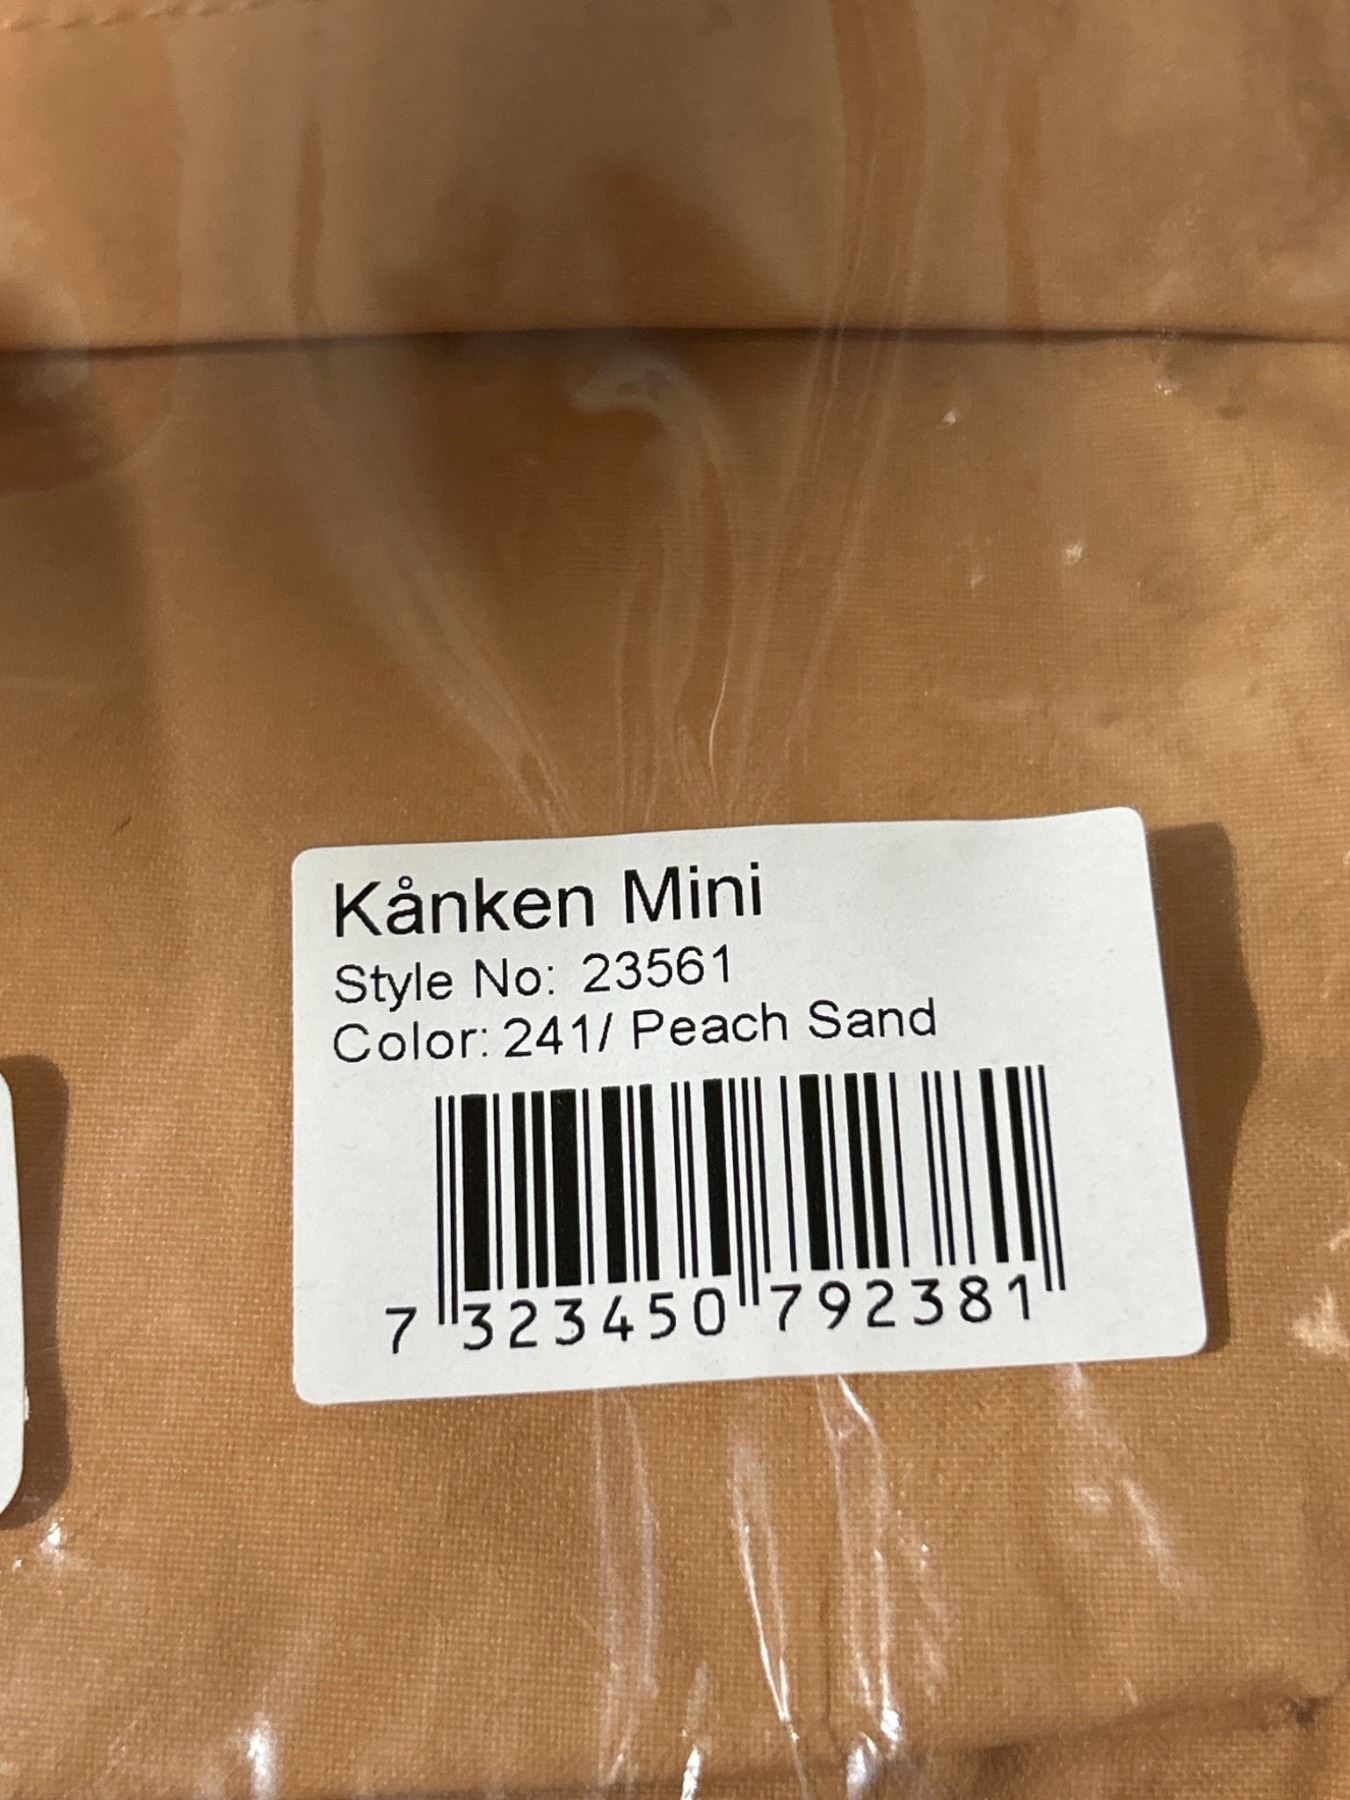 Kånken Mini
Style No: 23561
Color: 241/ Peach Sand
7 323450 792381